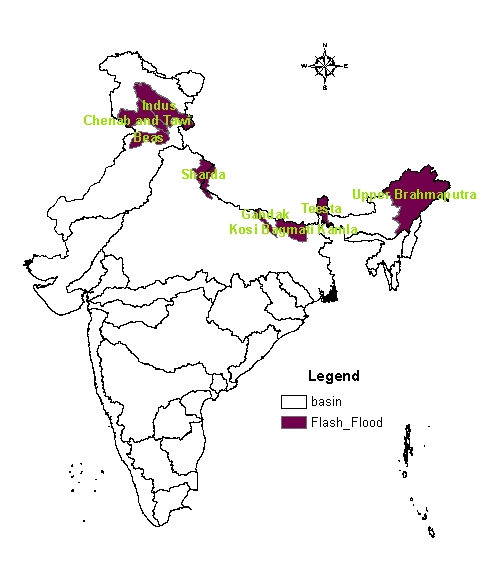 N
W E
S
Indus
Chenab and Tawi
Beas
Sharda
Upper Brahmaputra
Teesta
Gandak
Kosi Bagmati Kamla
Legend
basin
Flash_Flood